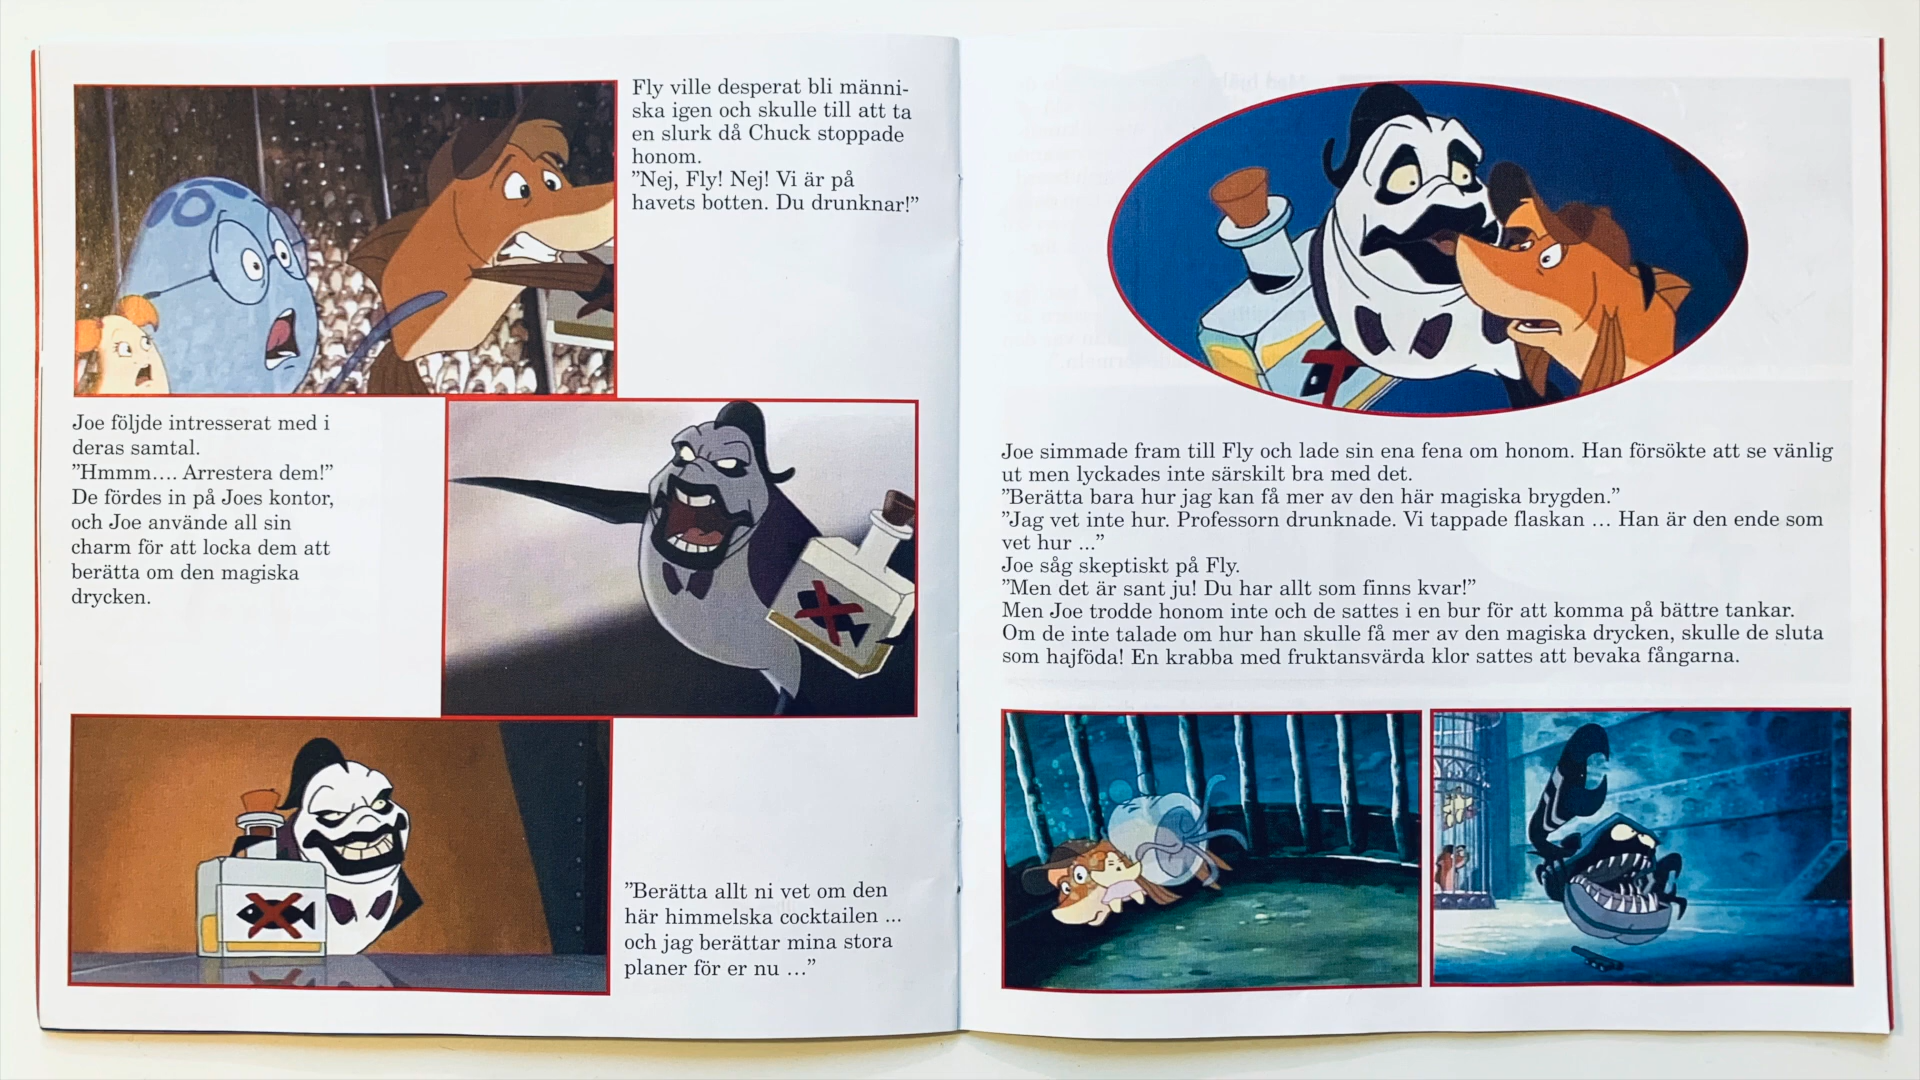 Fly ville desperat bli männi-
ska igen och skulle till att ta
en slurk då Chuck stoppade
honom.
”Nej, Fly! Nej! Vi är på
havets botten. Du drunknar!”
Joe följde intresserat med i
deras samtal.
”Hmmm.... Arrestera dem!”
De fördes in på Joes kontor,
och Joe använde all sin
charm för att locka dem att
berätta om den magiska
drycken.
”Berätta allt ni vet om den
här himmelska cocktailen ...
och jag berättar mina stora
planer för er nu ...”
Joe simmade fram till Fly och lade sin ena fena om honom. Han försökte att se vänlig
ut men lyckades inte särskilt bra med det.
”Berätta bara hur jag kan få mer av den här magiska brygden.”
”Jag vet inte hur. Professorn drunknade. Vi tappade flaskan ... Han är den ende som
vet hur ...”
Joe såg skeptiskt på Fly.
”Men det är sant ju! Du har allt som finns kvar!”
Men Joe trodde honom inte och de sattes i en bur för att komma på bättre tankar.
Om de inte talade om hur han skulle få mer av den magiska drycken, skulle de sluta
som hajföda! En krabba med fruktansvärda klor sattes att bevaka fångarna.